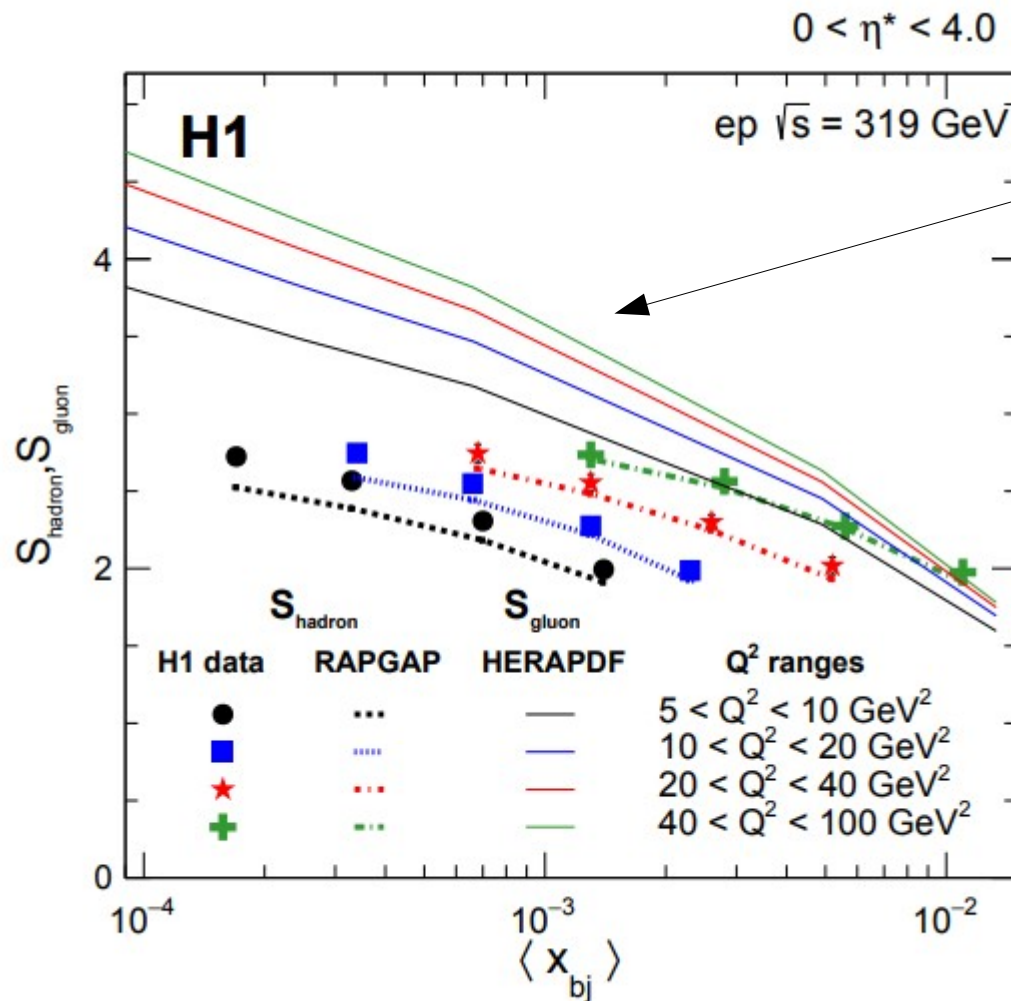 0 < η* < 4.0
H1
ep √s = 319 GeV
4
2
0
S_hadron, S_gluon
S_hadron S_gluon
H1 data RAPGAP HERAPDF Q² ranges
5 < Q² < 10 GeV²
10 < Q² < 20 GeV²
20 < Q² < 40 GeV²
40 < Q² < 100 GeV²
10⁻⁴ 10⁻³ 10⁻²
⟨ x_bj ⟩